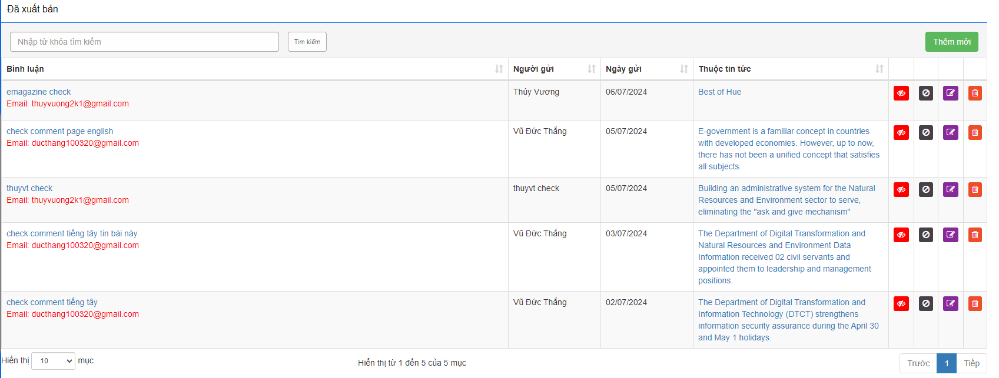 Đã xuất bản
Nhập từ khóa tìm kiếm
Tìm kiếm
Thêm mới
Bình luận
Người gửi
Ngày gửi
Thuộc tin tức
emagazine check
Email: thuyvuong2k1@gmail.com
Thúy Vương
06/07/2024
Best of Hue
check comment page english
Email: ducthang100320@gmail.com
Vũ Đức Thắng
05/07/2024
E-government is a familiar concept in countries
with developed economies. However, up to now,
there has not been a unified concept that satisfies
all subjects.
thuyvt check
Email: thuyvuong2k1@gmail.com
thuyvt check
05/07/2024
Building an administrative system for the Natural
Resources and Environment sector to serve,
eliminating the "ask and give mechanism"
check comment tiếng tây tin bài này
Email: ducthang100320@gmail.com
Vũ Đức Thắng
03/07/2024
The Department of Digital Transformation and
Natural Resources and Environment Data
Information received 02 civil servants and
appointed them to leadership and management
positions.
check comment tiếng tây
Email: ducthang100320@gmail.com
Vũ Đức Thắng
02/07/2024
The Department of Digital Transformation and
Information Technology (DTCT) strengthens
information security assurance during the April 30
and May 1 holidays.
Hiển thị 10 mục
Hiển thị từ 1 đến 5 của 5 mục
Trước 1 Tiếp